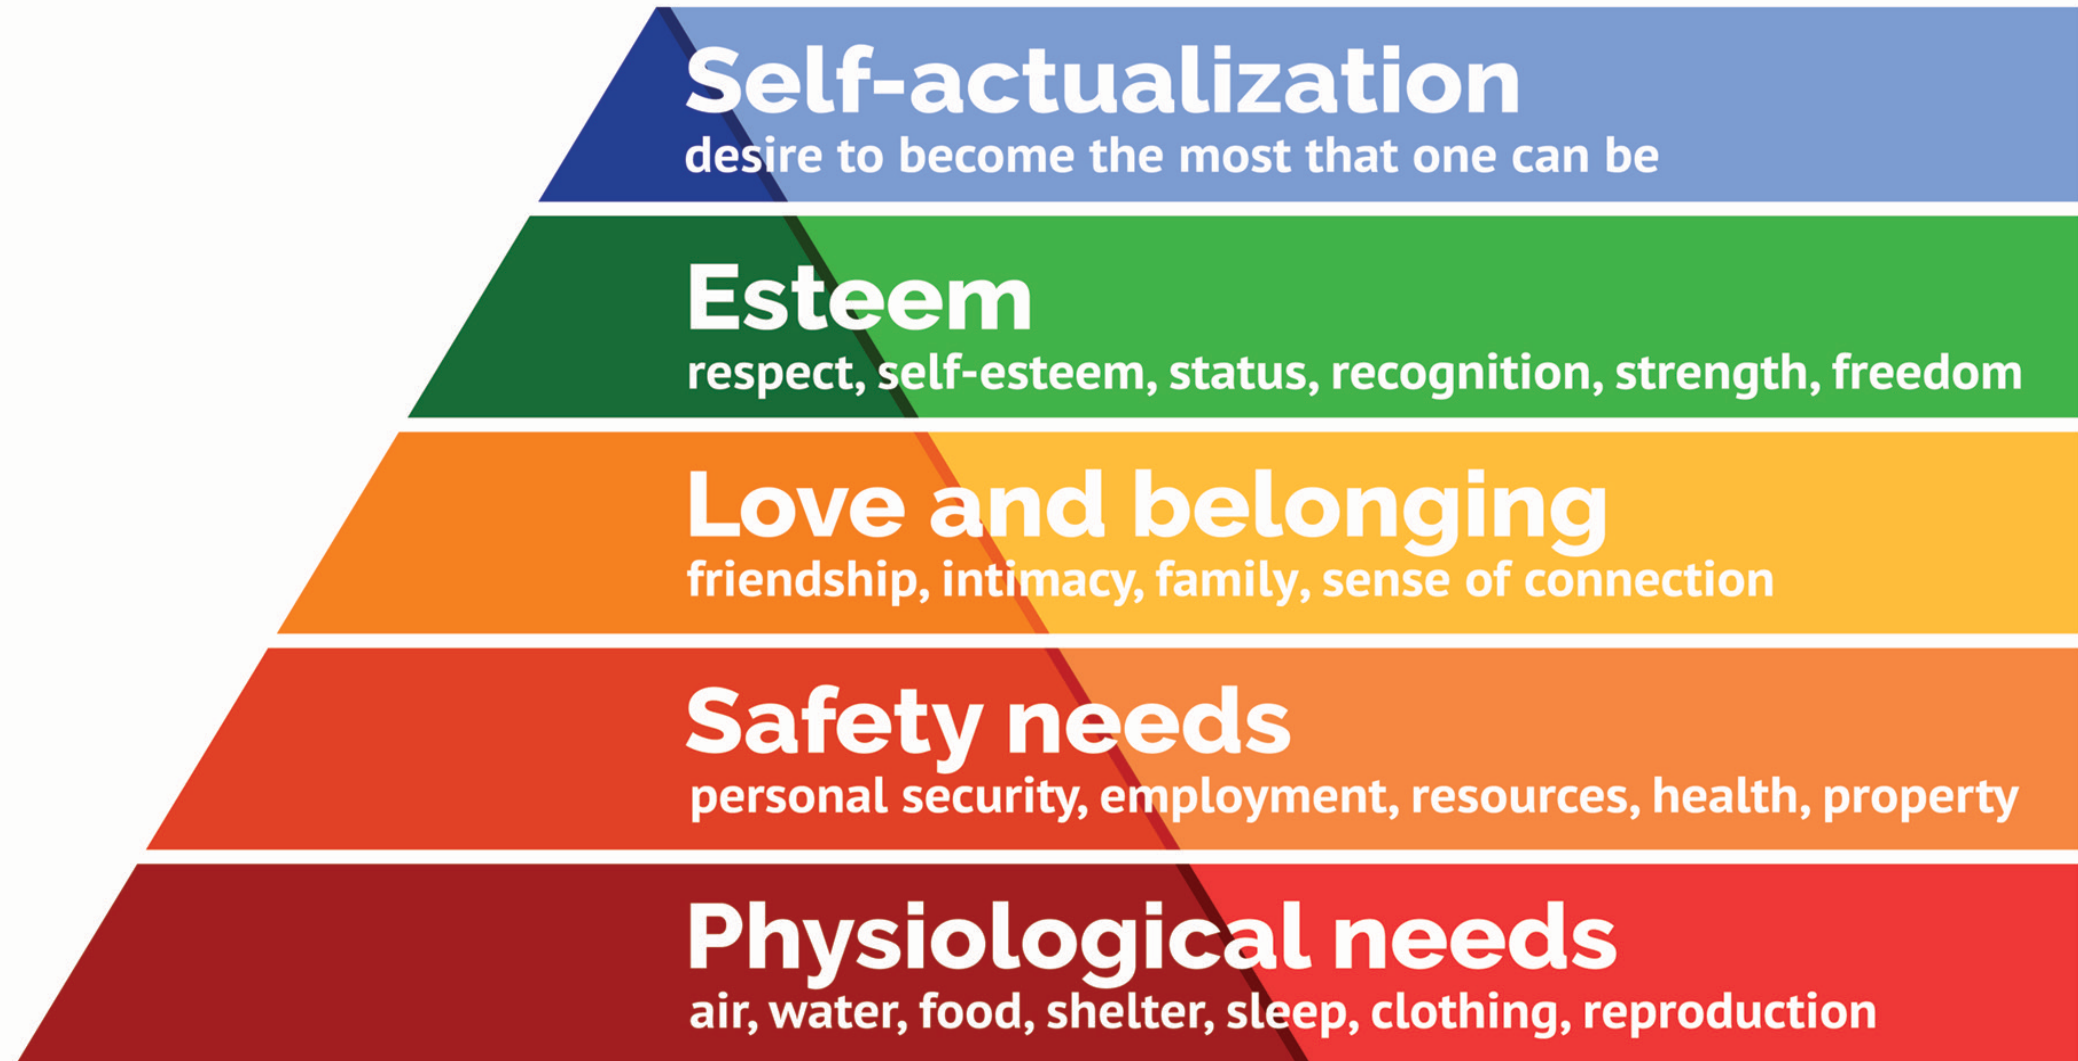 Self-actualization
desire to become the most that one can be
Esteem
respect, self-esteem, status, recognition, strength, freedom
Love and belonging
friendship, intimacy, family, sense of connection
Safety needs
personal security, employment, resources, health, property
Physiological needs
air, water, food, shelter, sleep, clothing, reproduction